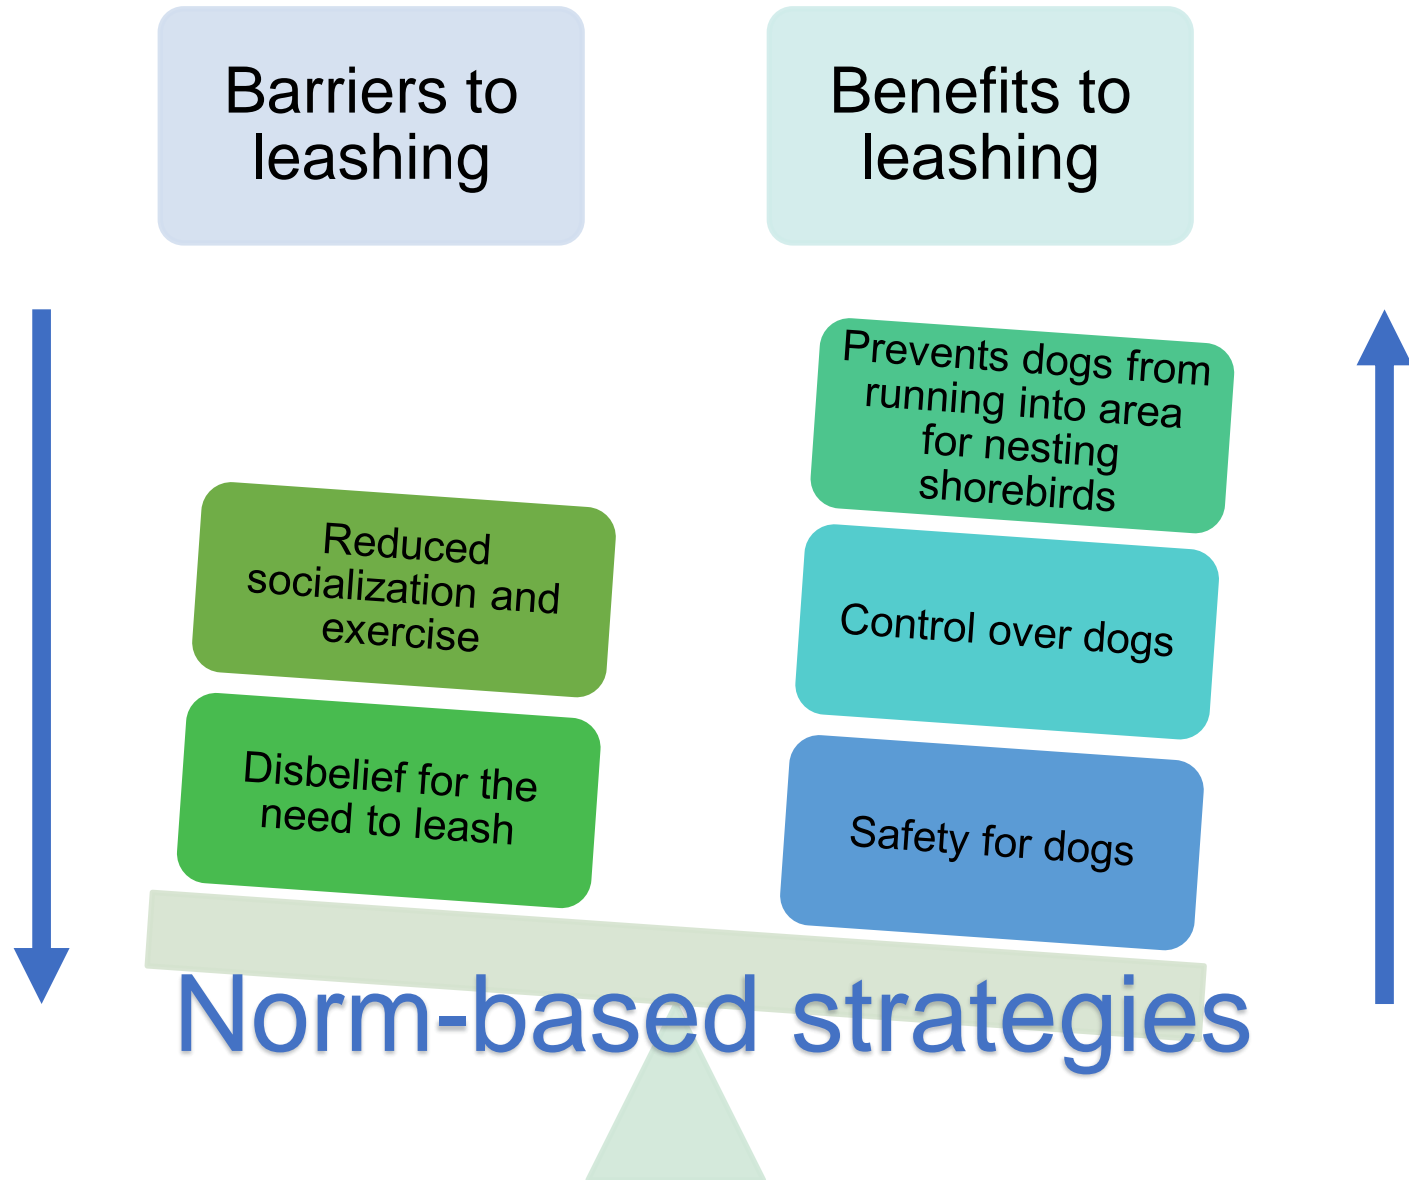 Barriers to
leashing
Benefits to
leashing
Reduced
socialization and
exercise
Disbelief for the
need to leash
Prevents dogs from
running into area
for nesting
shorebirds
Control over dogs
Safety for dogs
Norm-based strategies